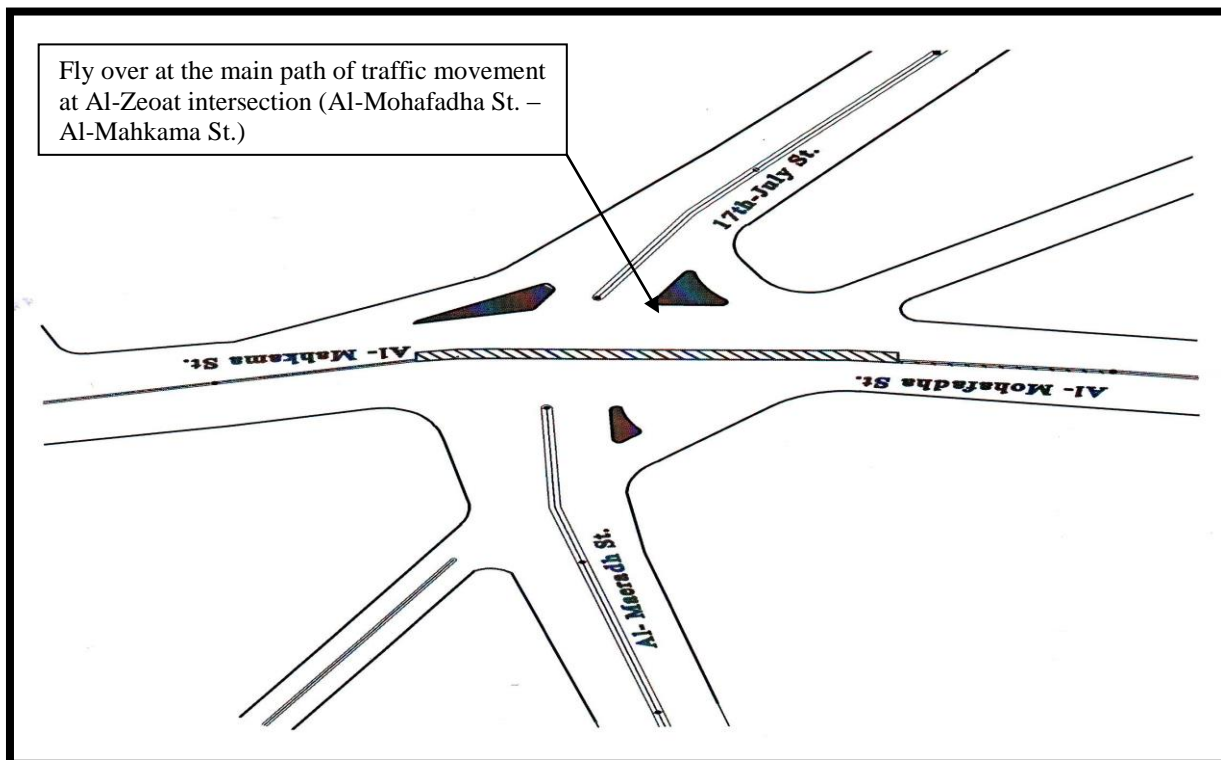 Fly over at the main path of traffic movement
at Al-Zeoat intersection (Al-Mohafadha St. –
Al-Mahkama St.)
17th-July St.
Al- Mahkama St.
Al- Mohafadha St.
Al- Maeradh St.